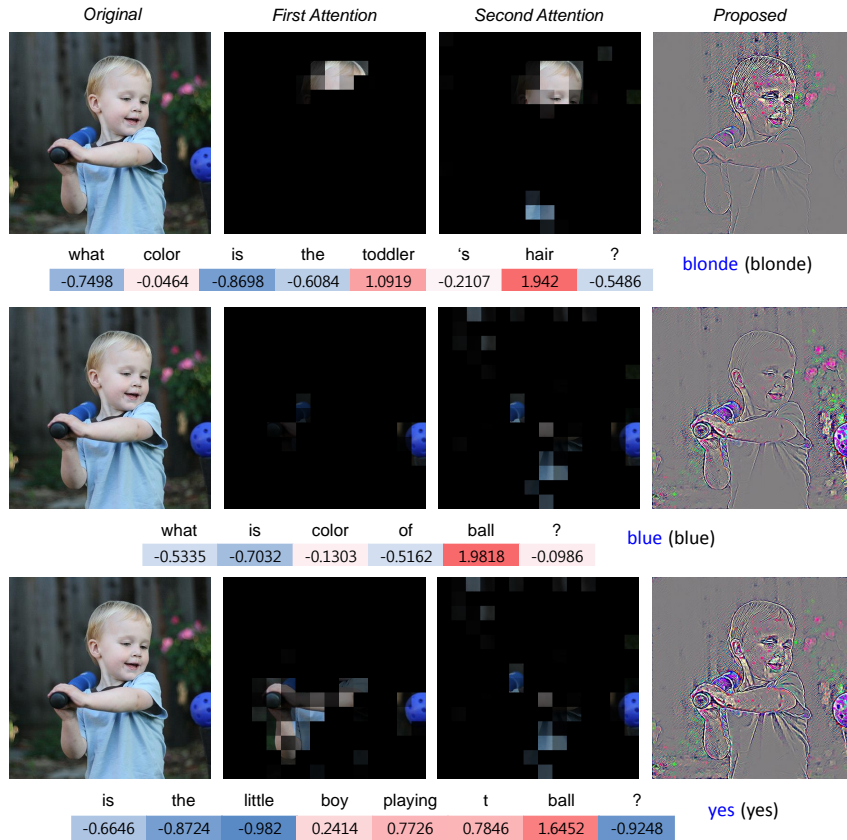 Original First Attention Second Attention Proposed
what color is the toddler 's hair ?
-0.7498 -0.0464 -0.8698 -0.6084 1.0919 -0.2107 1.942 -0.5486
blonde (blonde)
what is color of ball ?
-0.5335 -0.7032 -0.1303 -0.5162 1.9818 -0.0986
blue (blue)
is the little boy playing t ball ?
-0.6646 -0.8724 -0.982 0.2414 0.7726 0.7846 1.6452 -0.9248
yes (yes)